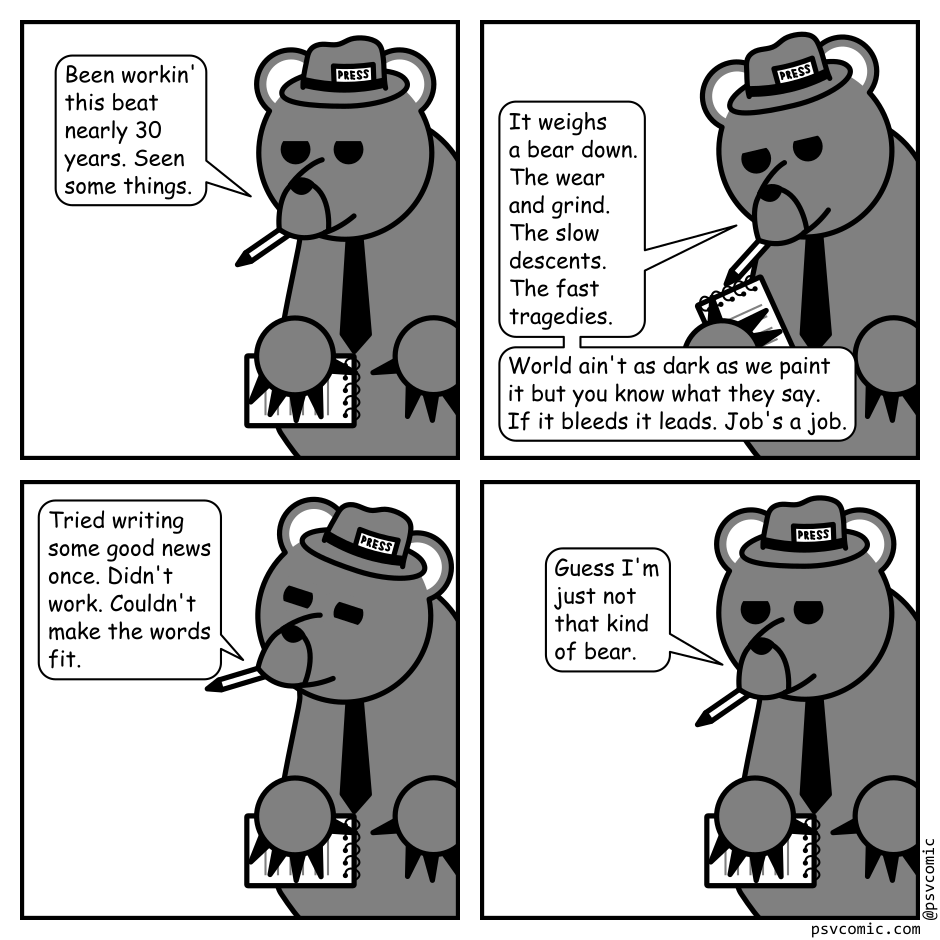 PRESS
Been workin'
this beat
nearly 30
years. Seen
some things.
PRESS
It weighs
a bear down.
The wear
and grind.
The slow
descents.
The fast
tragedies.
World ain't as dark as we paint
it but you know what they say.
If it bleeds it leads. Job's a job.
PRESS
Tried writing
some good news
once. Didn't
work. Couldn't
make the words
fit.
PRESS
Guess I'm
just not
that kind
of bear.
@psvcomic
psvcomic.com